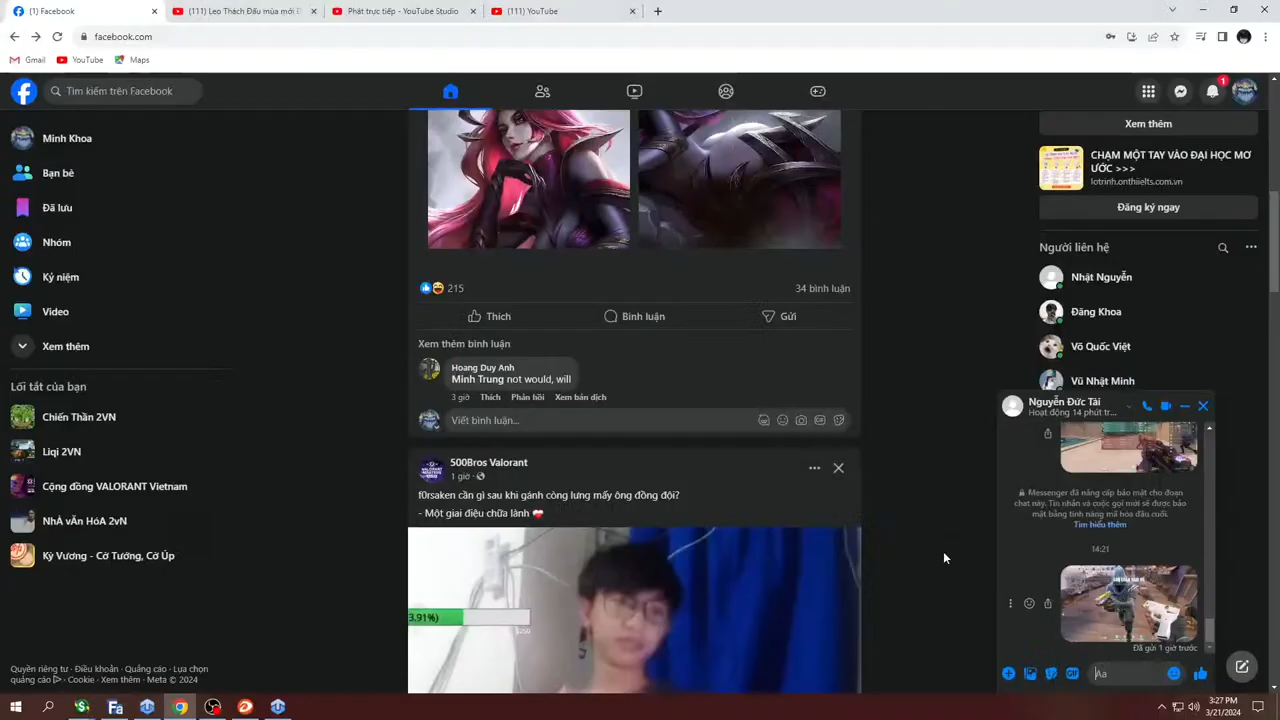 (1) Facebook
(111) Leo Thách Đấu mùa mới
Phát trực tiếp - YouTube Studio
(111) YouTube
facebook.com
Gmail
YouTube
Maps
Tìm kiếm trên Facebook
1
Minh Khoa
Bạn bè
Đã lưu
Nhóm
Kỷ niệm
Video
Xem thêm
Lối tắt của bạn
Chiến Thần 2VN
Liqi 2VN
Cộng đồng VALORANT Vietnam
NhÀ vĂn HóA 2vN
Kỳ Vương - Cờ Tướng, Cờ Úp
Quyền riêng tư · Điều khoản · Quảng cáo · Lựa chọn
quảng cáo · Cookie · Xem thêm · Meta © 2024
215
34 bình luận
Thích
Bình luận
Gửi
Xem thêm bình luận
Hoang Duy Anh
Minh Trung not would, will
3 giờ Thích Phản hồi Xem bản dịch
Viết bình luận...
500Bros Valorant
1 giờ ·
f0rsaken cần gì sau khi gánh còng lưng mấy ông đồng đội?
- Một giai điệu chữa lành
3.91%)
$250
Xem thêm
CHẠM MỘT TAY VÀO ĐẠI HỌC MƠ
ƯỚC >>>
lotrinh.onthiielts.com.vn
Đăng ký ngay
Người liên hệ
Nhật Nguyễn
Đăng Khoa
Võ Quốc Việt
Vũ Nhật Minh
Nguyễn Đức Tài
Hoạt động 14 phút tr...
Messenger đã nâng cấp bảo mật cho đoạn
chat này. Tin nhắn và cuộc gọi mới sẽ được bảo
mật bằng tính năng mã hóa đầu cuối.
Tìm hiểu thêm
14:21
Đã gửi 1 giờ trước
Aa
3:27 PM
3/21/2024